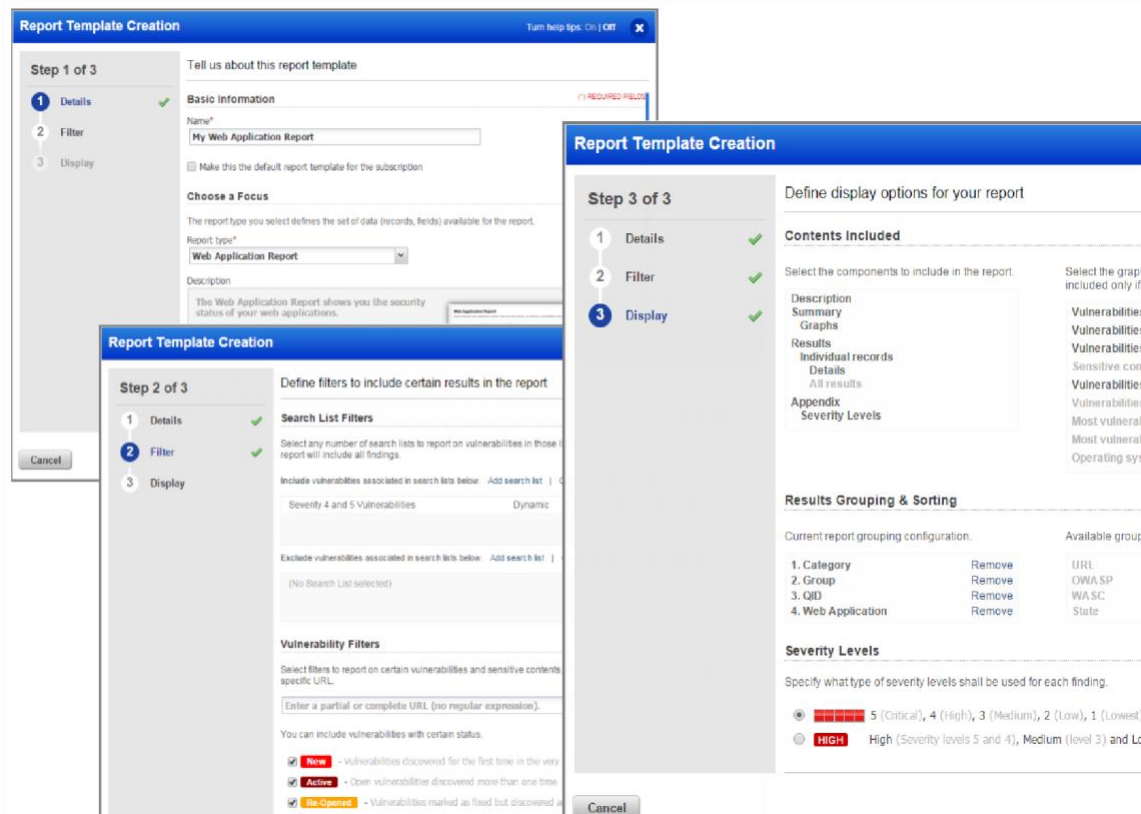 Report Template Creation
Turn help tips: On | Off
Step 1 of 3
1 Details
2 Filter
3 Display
Tell us about this report template
Basic Information
(*) REQUIRED FIELDS
Name*
My Web Application Report
Make this the default report template for the subscription
Choose a Focus
The report type you select defines the set of data (records, fields) available for the report.
Report type*
Web Application Report
Description
The Web Application Report shows you the security
status of your web applications.
Cancel
Report Template Creation
Step 2 of 3
1 Details
2 Filter
3 Display
Define filters to include certain results in the report
Search List Filters
Select any number of search lists to report on vulnerabilities in those
report will include all findings.
Include vulnerabilities associated in search lists below. Add search list |
Severity 4 and 5 Vulnerabilities Dynamic
Exclude vulnerabilities associated in search lists below. Add search list |
(No Search List selected)
Vulnerability Filters
Select filters to report on certain vulnerabilities and sensitive contents.
specific URL.
Enter a partial or complete URL (no regular expression).
You can include vulnerabilities with certain status.
New - Vulnerabilities discovered for the first time in the very
Active - Open vulnerabilities discovered more than one time
Re-Opened - Vulnerabilities marked as fixed but discovered
Report Template Creation
Step 3 of 3
1 Details
2 Filter
3 Display
Define display options for your report
Contents Included
Select the components to include in the report.
Description
Summary
Graphs
Results
Individual records
Details
All results
Appendix
Severity Levels
Select the grap
included only if
Vulnerabilities
Vulnerabilities
Vulnerabilities
Sensitive con
Vulnerabilities
Vulnerabilities
Most vulneral
Most vulneral
Operating sys
Results Grouping & Sorting
Current report grouping configuration.
1. Category Remove
2. Group Remove
3. QID Remove
4. Web Application Remove
Available group
URL
OWASP
WASC
State
Severity Levels
Specify what type of severity levels shall be used for each finding.
5 (Critical), 4 (High), 3 (Medium), 2 (Low), 1 (Lowest)
HIGH High (Severity levels 5 and 4), Medium (level 3) and Lo
Cancel